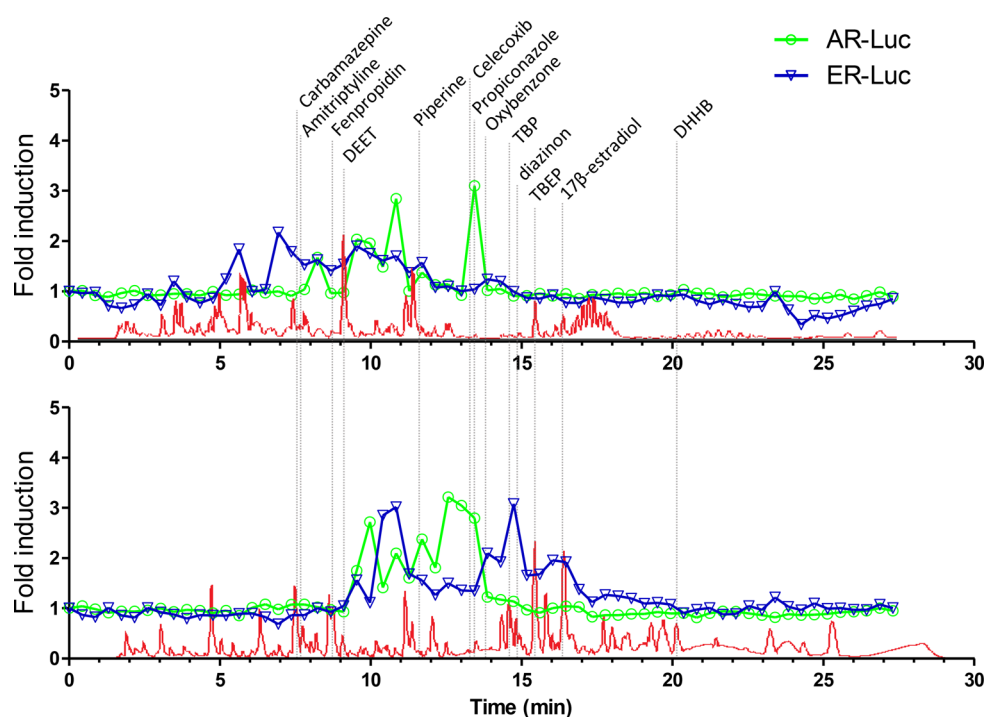 AR-Luc
ER-Luc
Carbamazepine
Amitriptyline
Fenpropidin
DEET
Piperine
Celecoxib
Propiconazole
Oxybenzone
TBP
diazinon
TBEP
17β-estradiol
DHHB
Fold induction
5
4
3
2
1
0
0 5 10 15 20 25 30
Fold induction
5
4
3
2
1
0
0 5 10 15 20 25 30
Time (min)